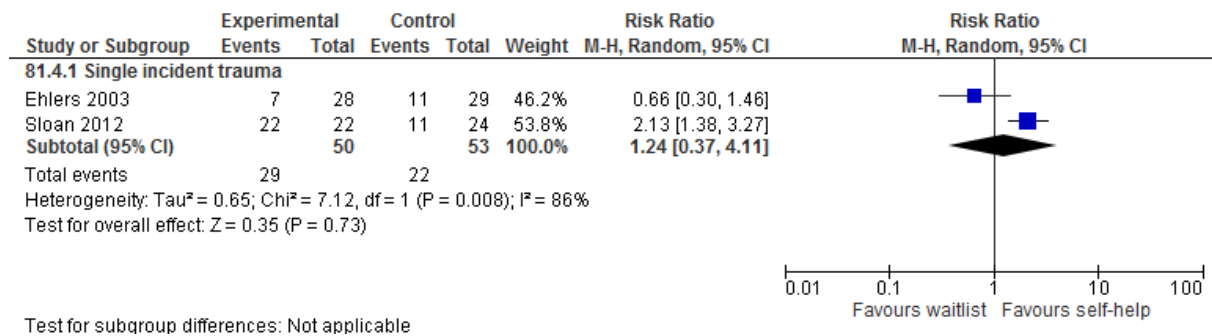 Experimental Control Risk Ratio Risk Ratio
Study or Subgroup Events Total Events Total Weight M-H, Random, 95% CI M-H, Random, 95% CI
81.4.1 Single incident trauma
Ehlers 2003 7 28 11 29 46.2% 0.66 [0.30, 1.46]
Sloan 2012 22 22 11 24 53.8% 2.13 [1.38, 3.27]
Subtotal (95% CI) 50 53 100.0% 1.24 [0.37, 4.11]
Total events 29 22
Heterogeneity: Tau² = 0.65; Chi² = 7.12, df = 1 (P = 0.008); I² = 86%
Test for overall effect: Z = 0.35 (P = 0.73)
0.01 0.1 1 10 100
Favours waitlist Favours self-help
Test for subgroup differences: Not applicable